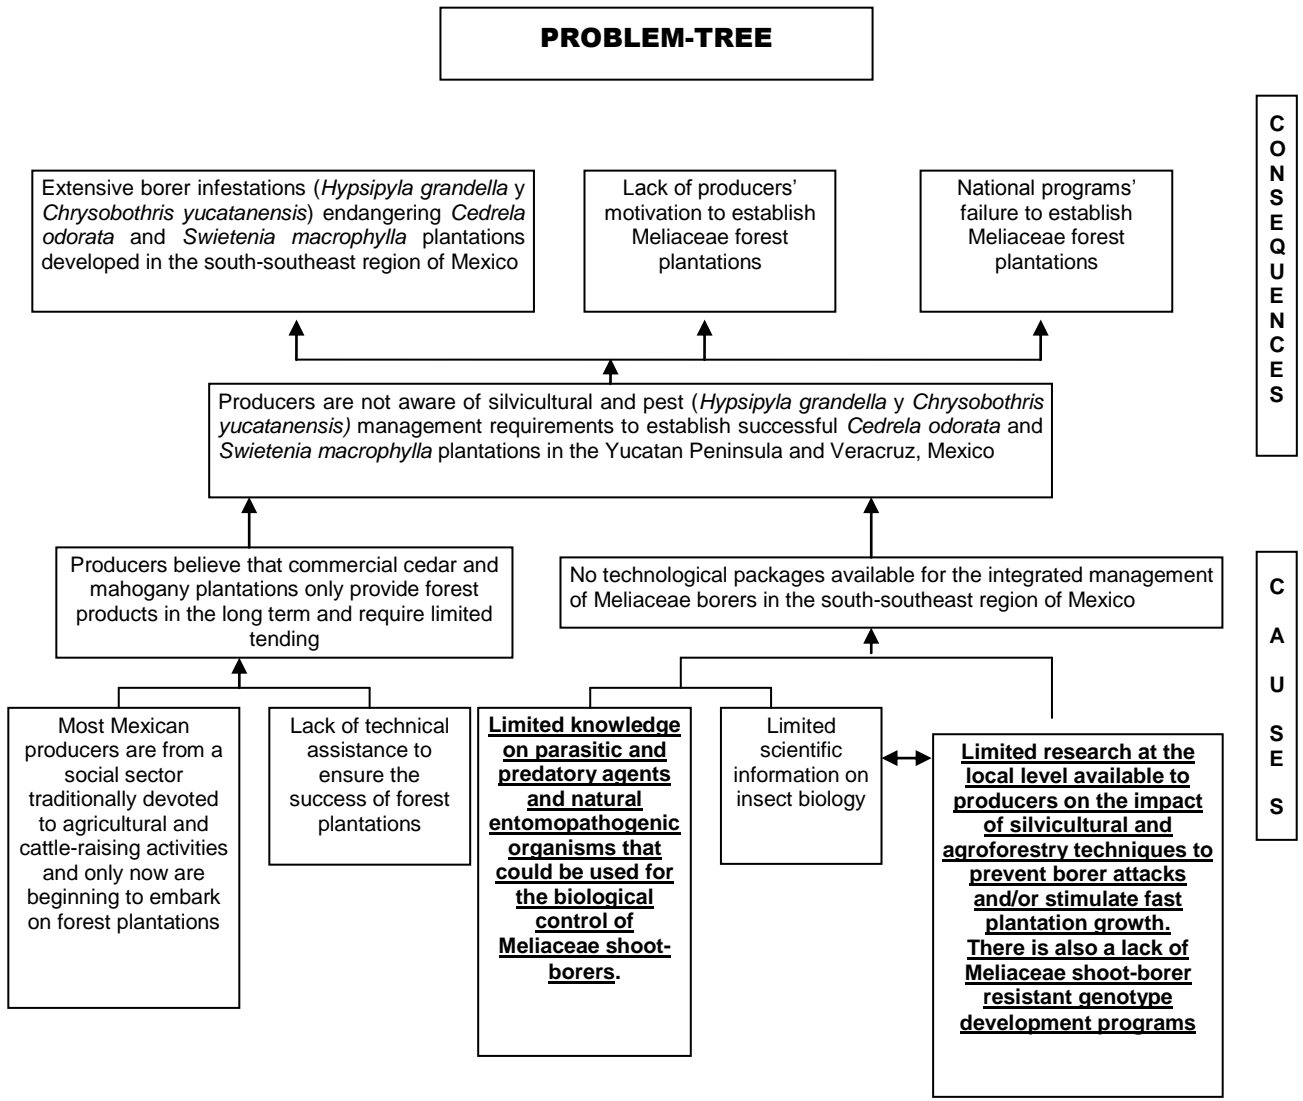 PROBLEM-TREE
Extensive borer infestations (Hypsipyla grandella y
Chrysobothris yucatanensis) endangering Cedrela
odorata and Swietenia macrophylla plantations
developed in the south-southeast region of Mexico
Lack of producers’
motivation to establish
Meliaceae forest
plantations
National programs’
failure to establish
Meliaceae forest
plantations
C
O
N
S
E
Q
U
E
N
C
E
S
Producers are not aware of silvicultural and pest (Hypsipyla grandella y Chrysobothris
yucatanensis) management requirements to establish successful Cedrela odorata and
Swietenia macrophylla plantations in the Yucatan Peninsula and Veracruz, Mexico
Producers believe that commercial cedar and
mahogany plantations only provide forest
products in the long term and require limited
tending
No technological packages available for the integrated management
of Meliaceae borers in the south-southeast region of Mexico
C
A
U
S
E
S
Most Mexican
producers are from a
social sector
traditionally devoted
to agricultural and
cattle-raising activities
and only now are
beginning to embark
on forest plantations
Lack of technical
assistance to
ensure the
success of forest
plantations
Limited knowledge
on parasitic and
predatory agents
and natural
entomopathogenic
organisms that
could be used for
the biological
control of
Meliaceae shoot-
borers.
Limited
scientific
information on
insect biology
Limited research at the
local level available to
producers on the impact
of silvicultural and
agroforestry techniques to
prevent borer attacks
and/or stimulate fast
plantation growth.
There is also a lack of
Meliaceae shoot-borer
resistant genotype
development programs